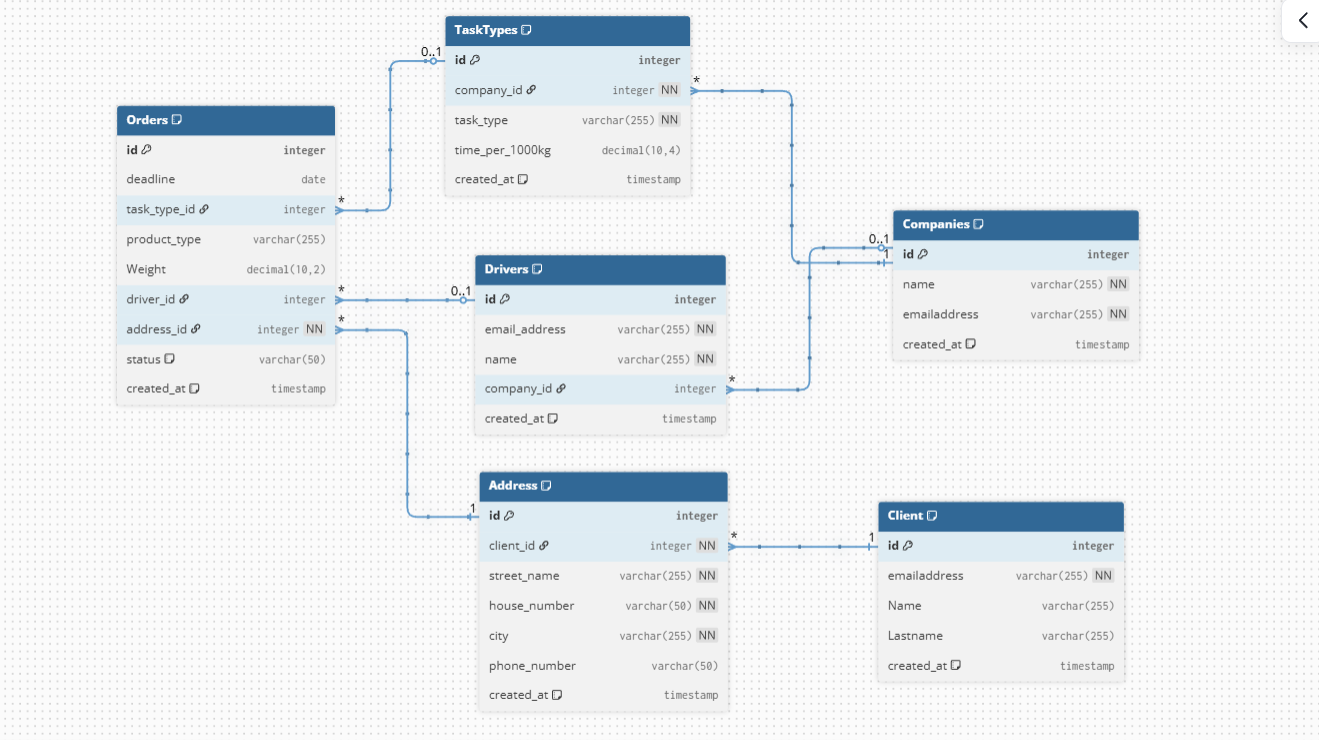 TaskTypes
id integer
company_id integer NN
task_type varchar(255) NN
time_per_1000kg decimal(10,4)
created_at timestamp
0..1
*
Orders
id integer
deadline date
task_type_id integer
product_type varchar(255)
Weight decimal(10,2)
driver_id integer
address_id integer NN
status varchar(50)
created_at timestamp
*
*
*
Drivers
id integer
email_address varchar(255) NN
name varchar(255) NN
company_id integer
created_at timestamp
0..1
*
Companies
id integer
name varchar(255) NN
emailaddress varchar(255) NN
created_at timestamp
0..1
1
Address
id integer
client_id integer NN
street_name varchar(255) NN
house_number varchar(50) NN
city varchar(255) NN
phone_number varchar(50)
created_at timestamp
1
*
Client
id integer
emailaddress varchar(255) NN
Name varchar(255)
Lastname varchar(255)
created_at timestamp
1